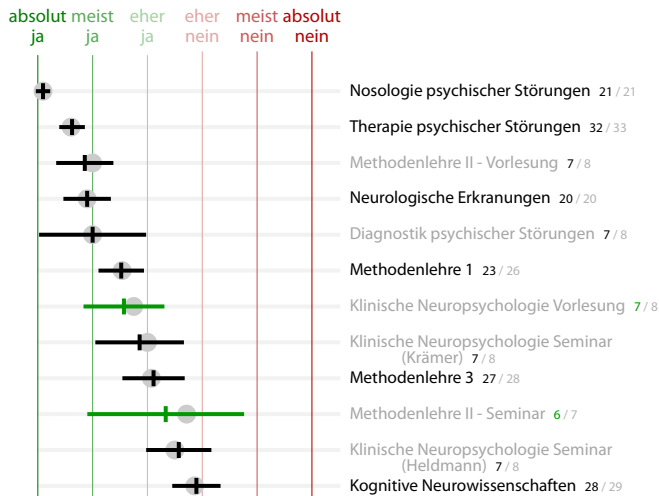 absolut meist eher eher meist absolut
ja ja ja nein nein nein
Nosologie psychischer Störungen 21 / 21
Therapie psychischer Störungen 32 / 33
Methodenlehre II - Vorlesung 7 / 8
Neurologische Erkranungen 20 / 20
Diagnostik psychischer Störungen 7 / 8
Methodenlehre 1 23 / 26
Klinische Neuropsychologie Vorlesung 7 / 8
Klinische Neuropsychologie Seminar
(Krämer) 7 / 8
Methodenlehre 3 27 / 28
Methodenlehre II - Seminar 6 / 7
Klinische Neuropsychologie Seminar
(Heldmann) 7 / 8
Kognitive Neurowissenschaften 28 / 29